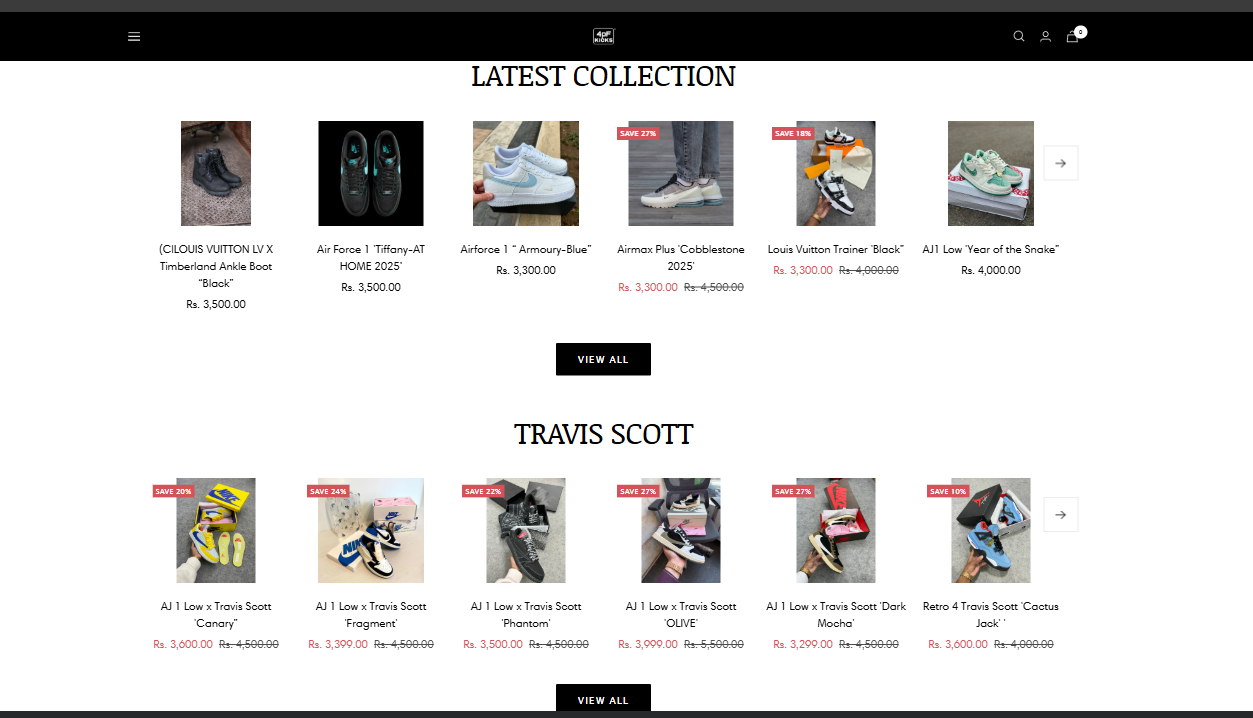 4PF
KICKS
0
LATEST COLLECTION
SAVE 27%
SAVE 18%
(CILOUIS VUITTON LV X
Timberland Ankle Boot
“Black”
Rs. 3,500.00
Air Force 1 'Tiffany-AT
HOME 2025'
Rs. 3,500.00
Airforce 1 “ Armoury-Blue”
Rs. 3,300.00
Airmax Plus 'Cobblestone
2025'
Rs. 3,300.00 Rs. 4,500.00
Louis Vuitton Trainer 'Black”
Rs. 3,300.00 Rs. 4,000.00
AJ1 Low 'Year of the Snake”
Rs. 4,000.00
VIEW ALL
TRAVIS SCOTT
SAVE 20%
SAVE 24%
SAVE 22%
SAVE 27%
SAVE 27%
SAVE 10%
NIKE
AJ 1 Low x Travis Scott
'Canary”
Rs. 3,600.00 Rs. 4,500.00
AJ 1 Low x Travis Scott
'Fragment'
Rs. 3,399.00 Rs. 4,500.00
AJ 1 Low x Travis Scott
'Phantom'
Rs. 3,500.00 Rs. 4,500.00
AJ 1 Low x Travis Scott
'OLIVE'
Rs. 3,999.00 Rs. 5,500.00
AJ 1 Low x Travis Scott 'Dark
Mocha'
Rs. 3,299.00 Rs. 4,500.00
Retro 4 Travis Scott 'Cactus
Jack' '
Rs. 3,600.00 Rs. 4,000.00
VIEW ALL